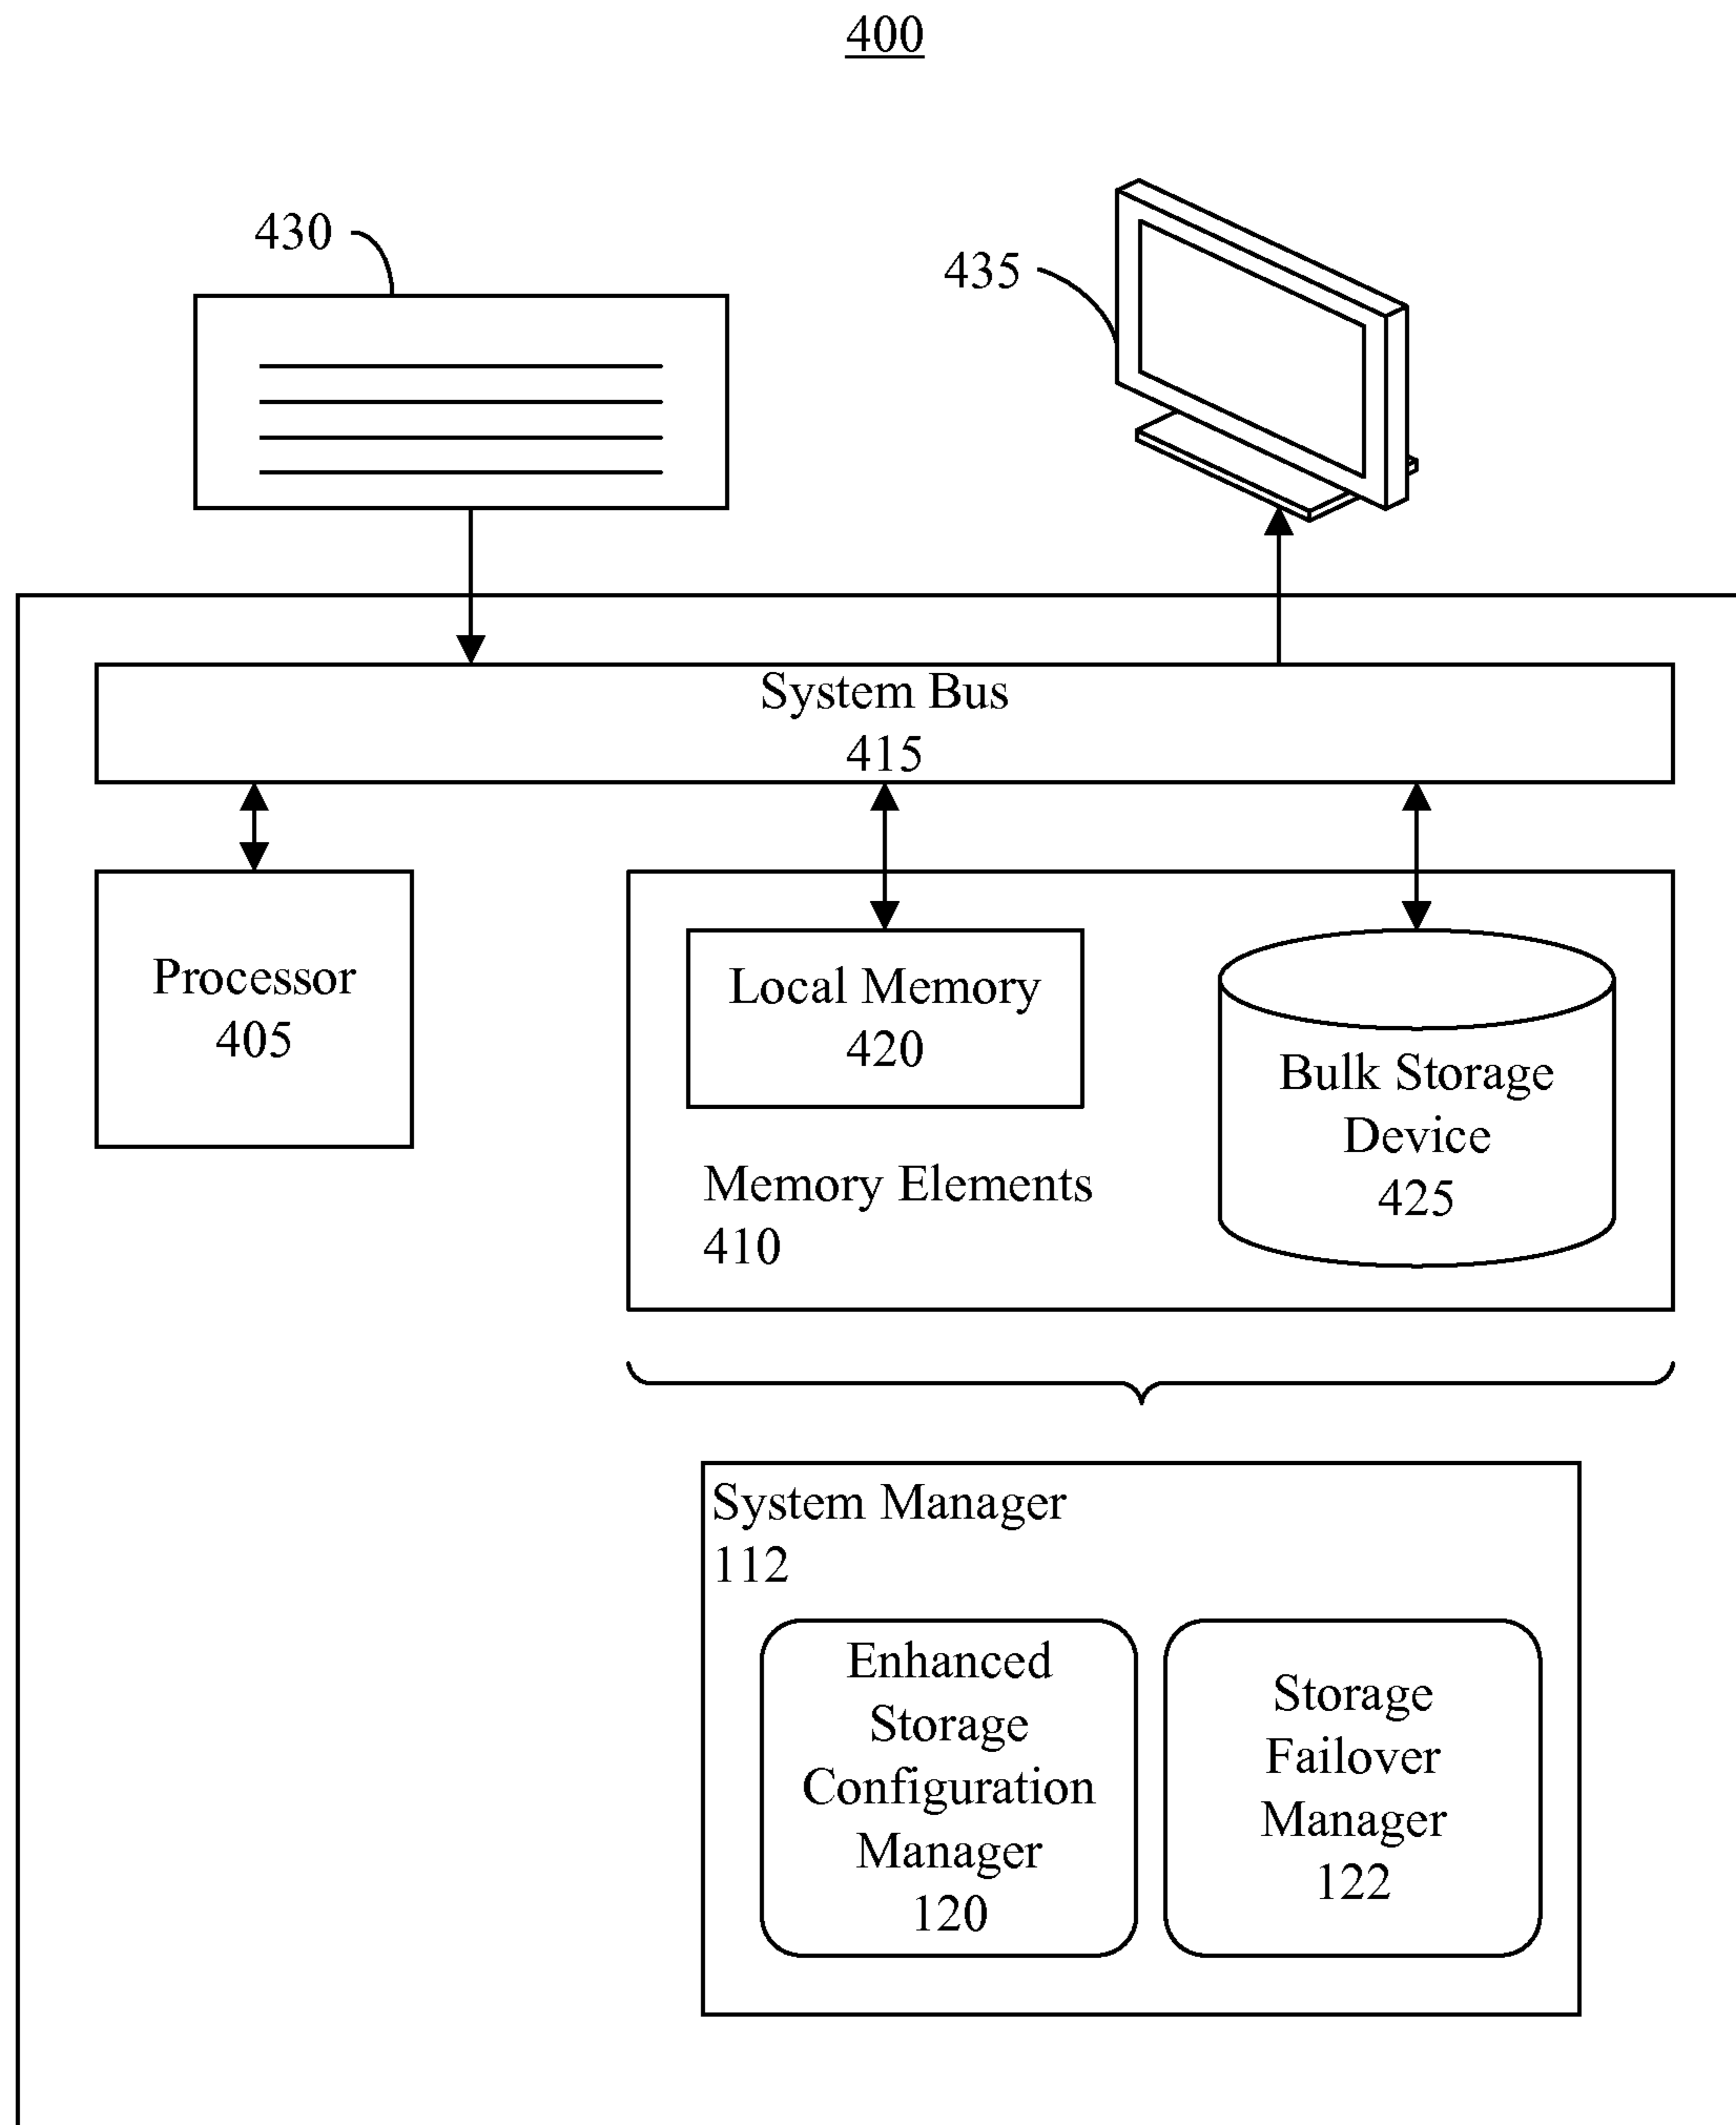 400
430
435
System Bus
415
Processor
405
Local Memory
420
Bulk Storage
Device
425
Memory Elements
410
System Manager
112
Enhanced
Storage
Configuration
Manager
120
Storage
Failover
Manager
122